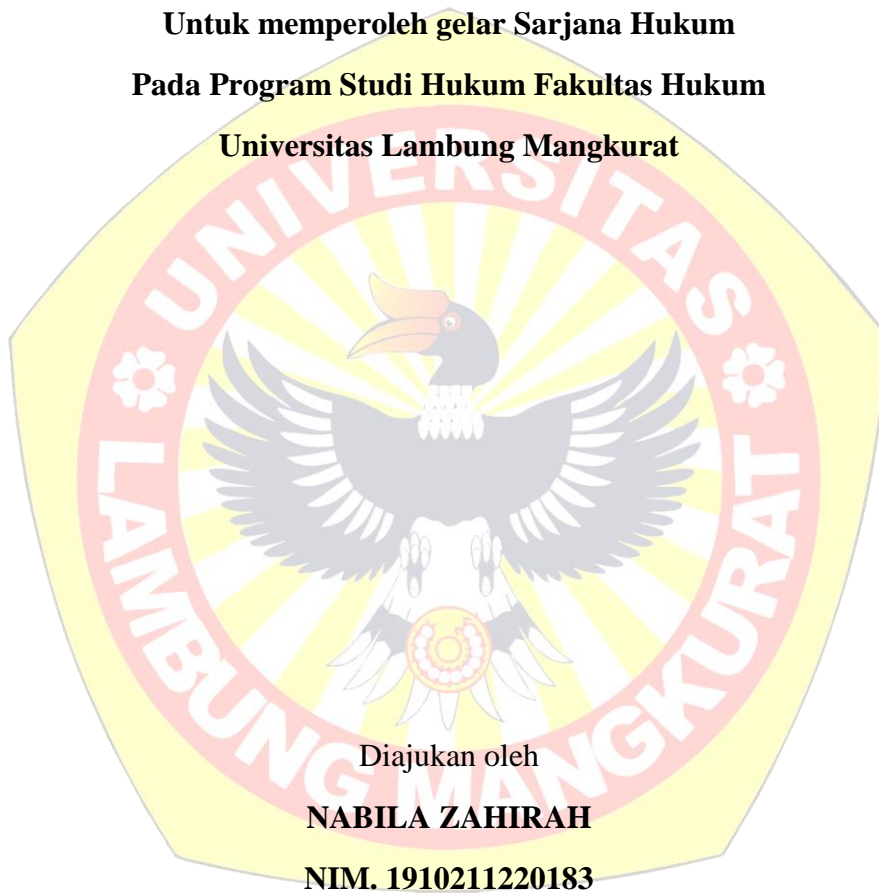 Untuk memperoleh gelar Sarjana Hukum
Pada Program Studi Hukum Fakultas Hukum
Universitas Lambung Mangkurat
UNIVERSITAS
LAMBUNG MANGKURAT
Diajukan oleh
NABILA ZAHIRAH
NIM. 1910211220183